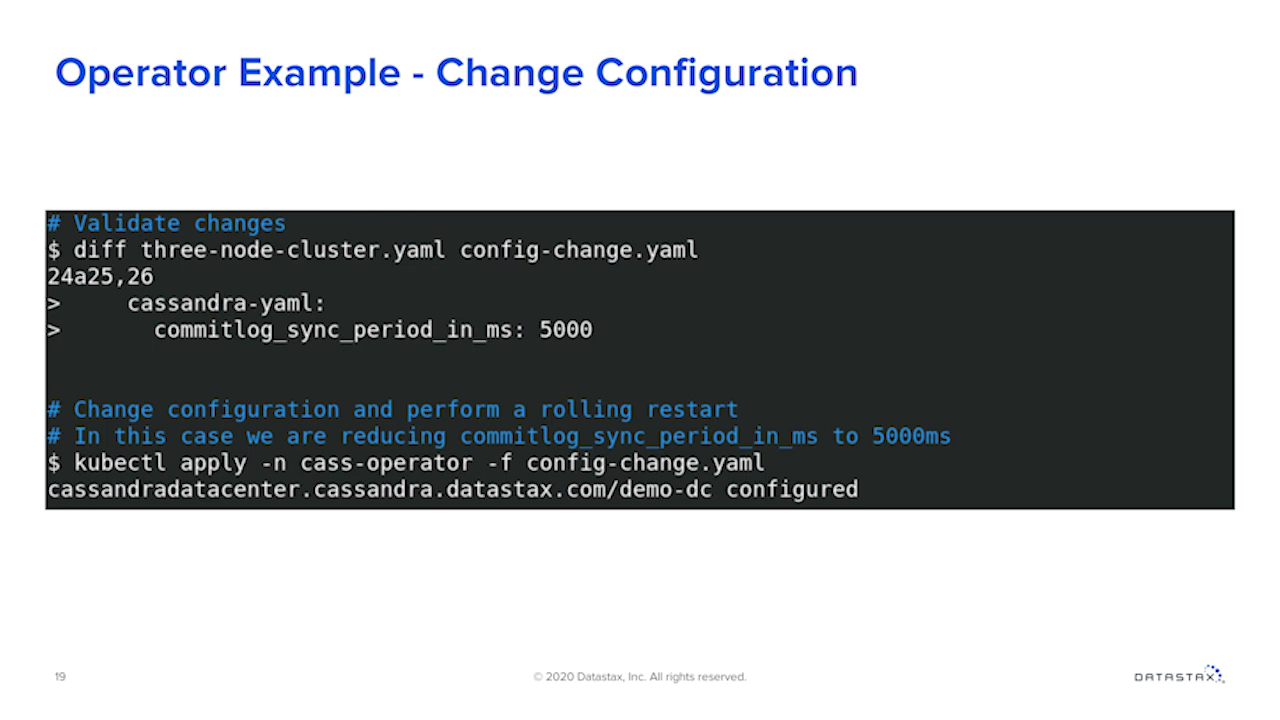 Operator Example - Change Configuration
# Validate changes
$ diff three-node-cluster.yaml config-change.yaml
24a25,26
>     cassandra-yaml:
>       commitlog_sync_period_in_ms: 5000
# Change configuration and perform a rolling restart
# In this case we are reducing commitlog_sync_period_in_ms to 5000ms
$ kubectl apply -n cass-operator -f config-change.yaml
cassandradatacenter.cassandra.datastax.com/demo-dc configured
19
© 2020 Datastax, Inc. All rights reserved.
DATASTAX